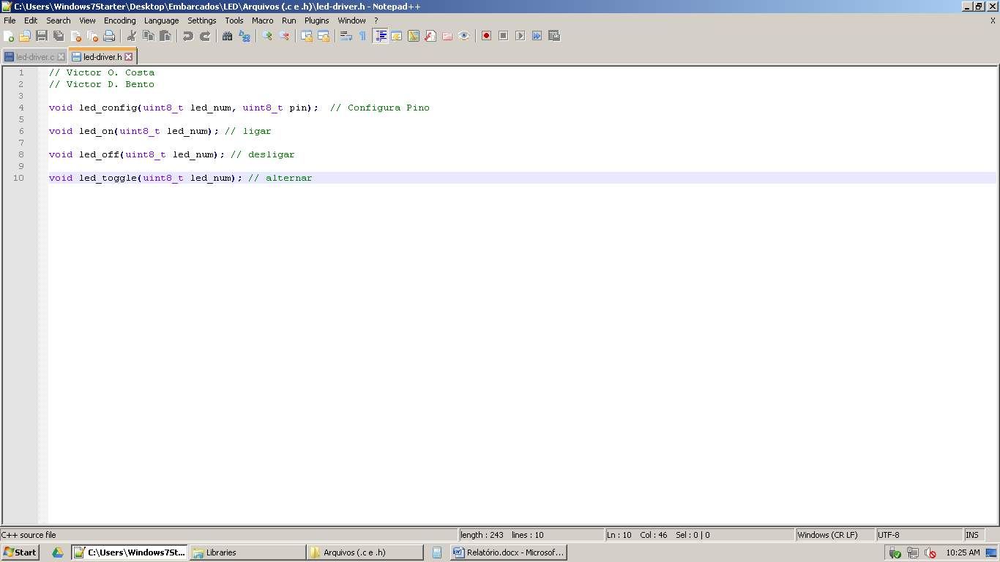 C:\Users\Windows7Starter\Desktop\Embarcados\LED\Arquivos (.c e .h)\led-driver.h - Notepad++
File Edit Search View Encoding Language Settings Tools Macro Run Plugins Window ? X
led-driver.c led-driver.h
1 // Victor O. Costa
2 // Victor D. Bento
3
4 void led_config(uint8_t led_num, uint8_t pin);  // Configura Pino
5
6 void led_on(uint8_t led_num); // ligar
7
8 void led_off(uint8_t led_num); // desligar
9
10 void led_toggle(uint8_t led_num); // alternar
C++ source file length : 243 lines : 10 Ln : 10 Col : 46 Sel : 0 | 0 Windows (CR LF) UTF-8 INS
Start C:\Users\Windows7St... Libraries Arquivos (.c e .h) Relatório.docx - Microsof... 10:25 AM